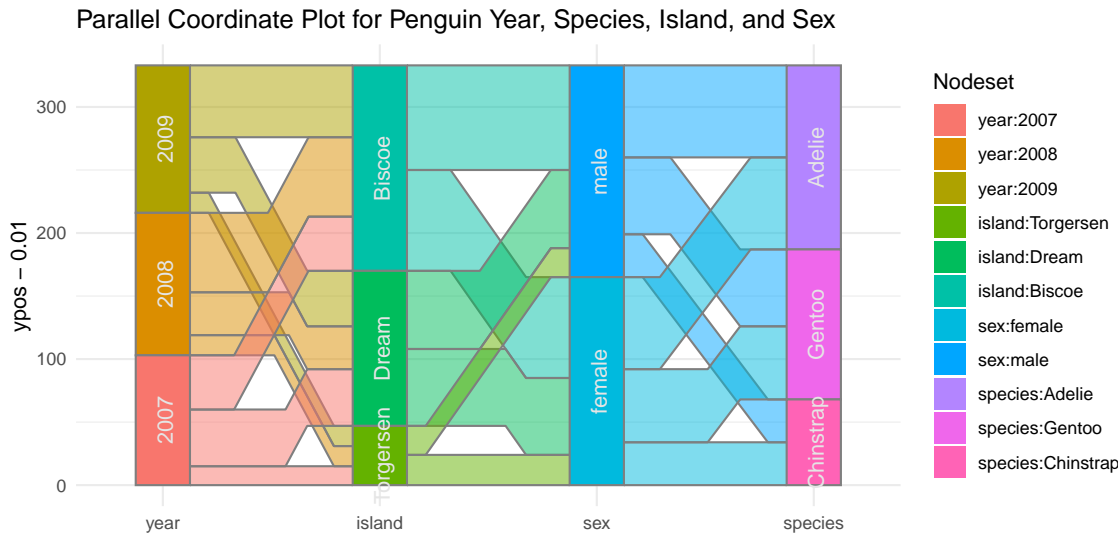 Parallel Coordinate Plot for Penguin Year, Species, Island, and Sex
ypos − 0.01
300
200
100
0
2009
2008
2007
Biscoe
Dream
Torgersen
male
female
Adelie
Gentoo
Chinstrap
year
island
sex
species
Nodeset
year:2007
year:2008
year:2009
island:Torgersen
island:Dream
island:Biscoe
sex:female
sex:male
species:Adelie
species:Gentoo
species:Chinstrap